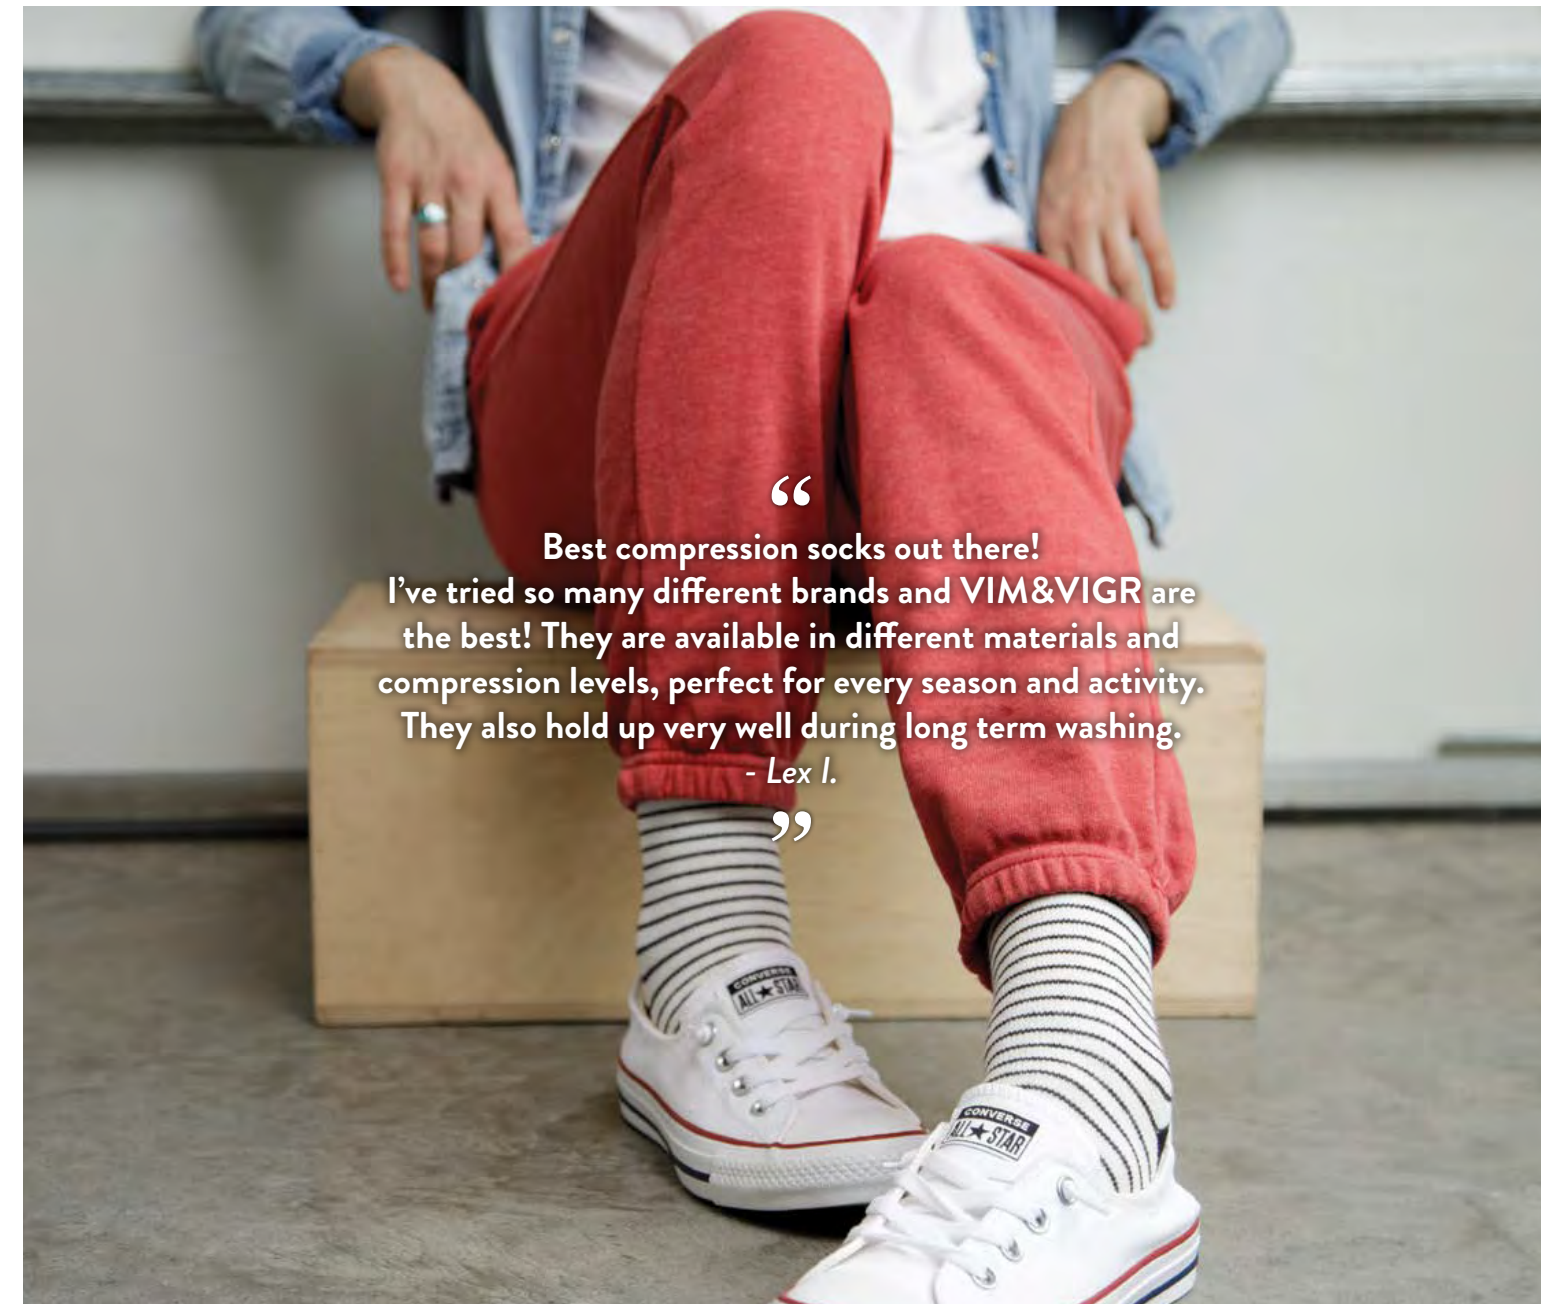 “
Best compression socks out there!
I’ve tried so many different brands and VIM&VIGR are
the best! They are available in different materials and
compression levels, perfect for every season and activity.
They also hold up very well during long term washing.
- Lex I.
”
CONVERSE
ALL★STAR
CONVERSE
ALL★STAR